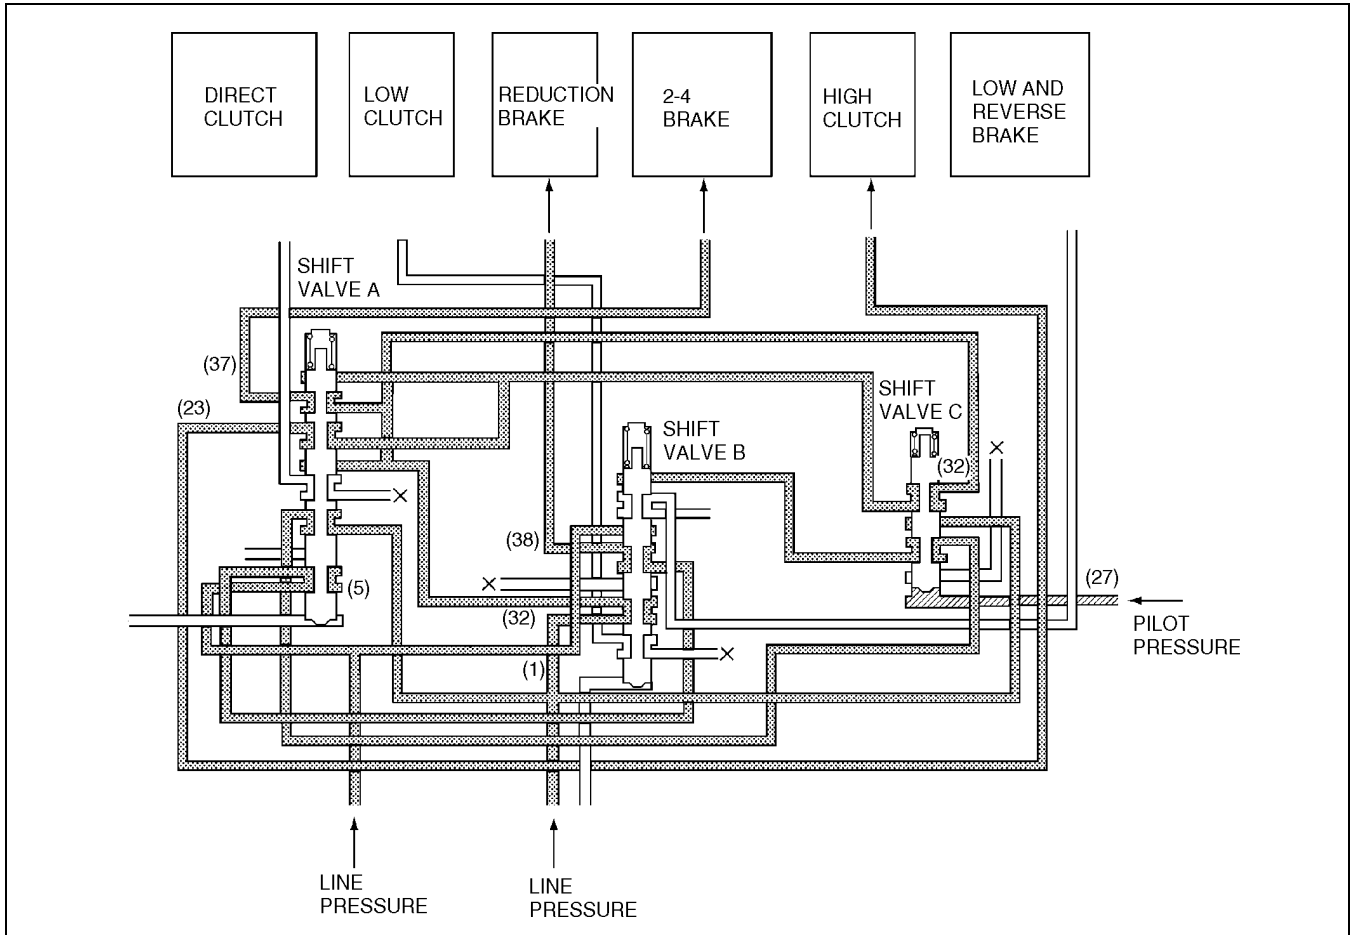 DIRECT
CLUTCH
LOW
CLUTCH
REDUCTION
BRAKE
2-4
BRAKE
HIGH
CLUTCH
LOW AND
REVERSE
BRAKE
SHIFT
VALVE A
(37)
(23)
SHIFT
VALVE C
SHIFT
VALVE B
(32)
(38)
(5)
(32)
(27)
PILOT
PRESSURE
(1)
LINE
PRESSURE
LINE
PRESSURE